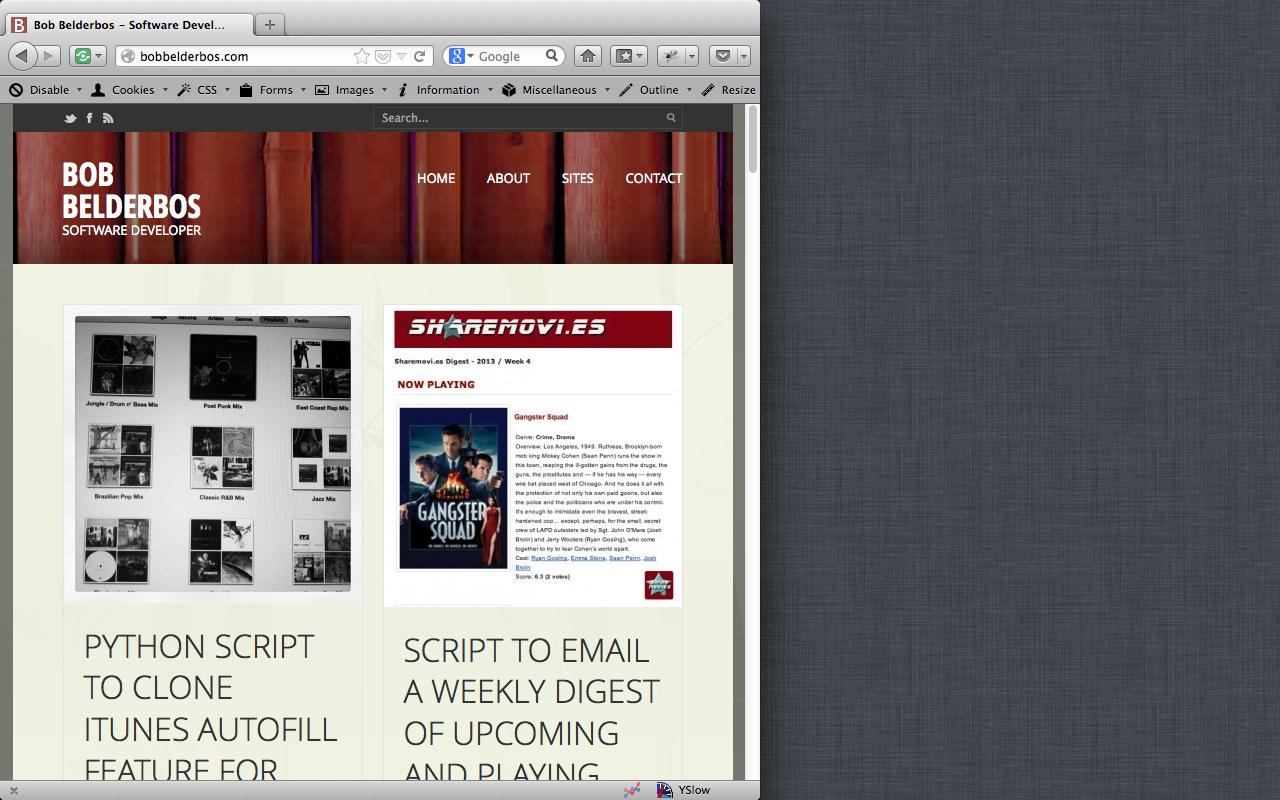 Bob Belderbos – Software Devel...
bobbelderbos.com
Google
Disable Cookies CSS Forms Images Information Miscellaneous Outline Resize
Search...
BOB
BELDERBOS
SOFTWARE DEVELOPER
HOME ABOUT SITES CONTACT
Songs Albums Artists Genres Playlists Radio
Jungle / Drum n' Bass Mix
Post Punk Mix
East Coast Rap Mix
Brazilian Pop Mix
Classic R&B Mix
Jazz Mix
PYTHON SCRIPT
TO CLONE
ITUNES AUTOFILL
FEATURE FOR
SHAREMOVI.ES
Sharemovi.es Digest - 2013 / Week 4
NOW PLAYING
GANGSTER
SQUAD
Gangster Squad
Genre: Crime, Drama
Overview: Los Angeles, 1949. Ruthless, Brooklyn-born
mob king Mickey Cohen (Sean Penn) runs the show in
this town, reaping the ill-gotten gains from the drugs, the
guns, the prostitutes and — if he has his way — every
wire bet placed west of Chicago. And he does it all with
the protection of not only his own paid goons, but also
the police and the politicians who are under his control.
It's enough to intimidate even the bravest, street-
hardened cop… except, perhaps, for the small, secret
crew of LAPD outsiders led by Sgt. John O'Mara (Josh
Brolin) and Jerry Wooters (Ryan Gosling), who come
together to try to tear Cohen's world apart.
Cast: Ryan Gosling, Emma Stone, Sean Penn, Josh
Brolin
Score: 6.3 (2 votes)
SCRIPT TO EMAIL
A WEEKLY DIGEST
OF UPCOMING
AND PLAYING
YSlow